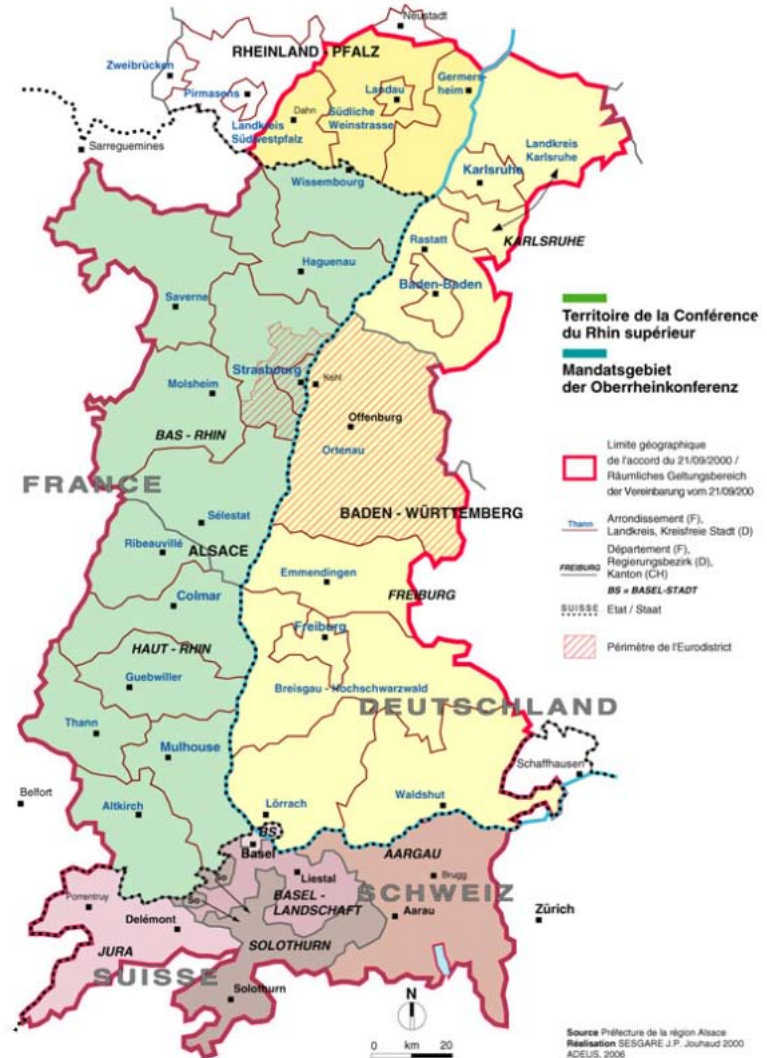 Neustadt
RHEINLAND - PFALZ
Zweibrücken
Pirmasens
Landau
Germers-
heim
Dahn
Südliche
Weinstrasse
Landkreis
Südwestpfalz
Landkreis
Karlsruhe
Sarreguemines
Karlsruhe
Wissembourg
KARLSRUHE
Rastatt
Haguenau
Baden-Baden
Saverne
Strasbourg
Kehl
Molsheim
Offenburg
BAS - RHIN
Ortenau
FRANCE
BADEN - WÜRTTEMBERG
Sélestat
Ribeauvillé
ALSACE
Emmendingen
FREIBURG
Colmar
Freiburg
HAUT - RHIN
Guebwiller
Breisgau - Hochschwarzwald
DEUTSCHLAND
Thann
Mulhouse
Schaffhausen
Belfort
Altkirch
Lörrach
Waldshut
BS
Basel
AARGAU
So
Liestal
Brugg
SCHWEIZ
BASEL -
LANDSCHAFT
Porrentruy
So
Delémont
Aarau
Zürich
JURA
SOLOTHURN
SUISSE
Solothurn
N
0 km 20
Territoire de la Conférence
du Rhin supérieur
Mandatsgebiet
der Oberrheinkonferenz
Limite géographique
de l'accord du 21/09/2000 /
Räumliches Geltungsbereich
der Vereinbarung vom 21/09/200
Thann
Arrondissement (F),
Landkreis, Kreisfreie Stadt (D)
FREIBURG
Département (F),
Regierungsbezirk (D),
Kanton (CH)
BS = BASEL-STADT
SUISSE
Etat / Staat
Périmètre de l'Eurodistrict
Source Préfecture de la région Alsace
Réalisation SESGARE J.P. Jouhaud 2000
ADEUS, 2006